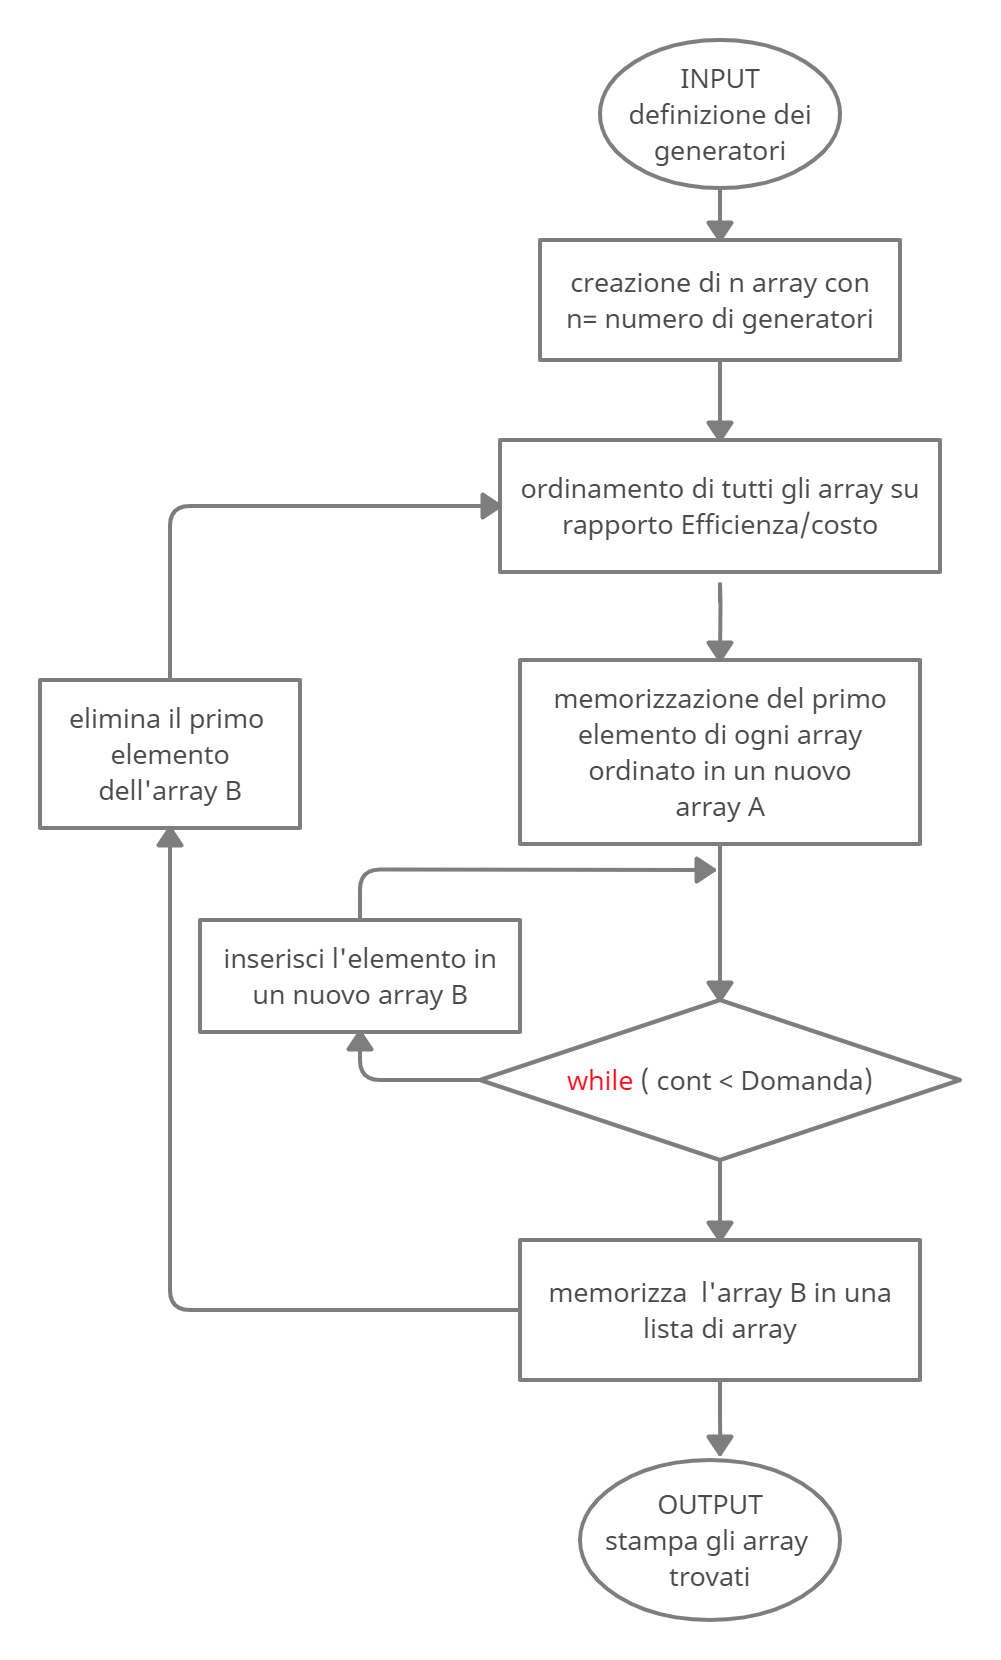 INPUT
definizione dei
generatori
creazione di n array con
n= numero di generatori
ordinamento di tutti gli array su
rapporto Efficienza/costo
elimina il primo
elemento
dell'array B
memorizzazione del primo
elemento di ogni array
ordinato in un nuovo
array A
inserisci l'elemento in
un nuovo array B
while ( cont < Domanda)
memorizza  l'array B in una
lista di array
OUTPUT
stampa gli array
trovati